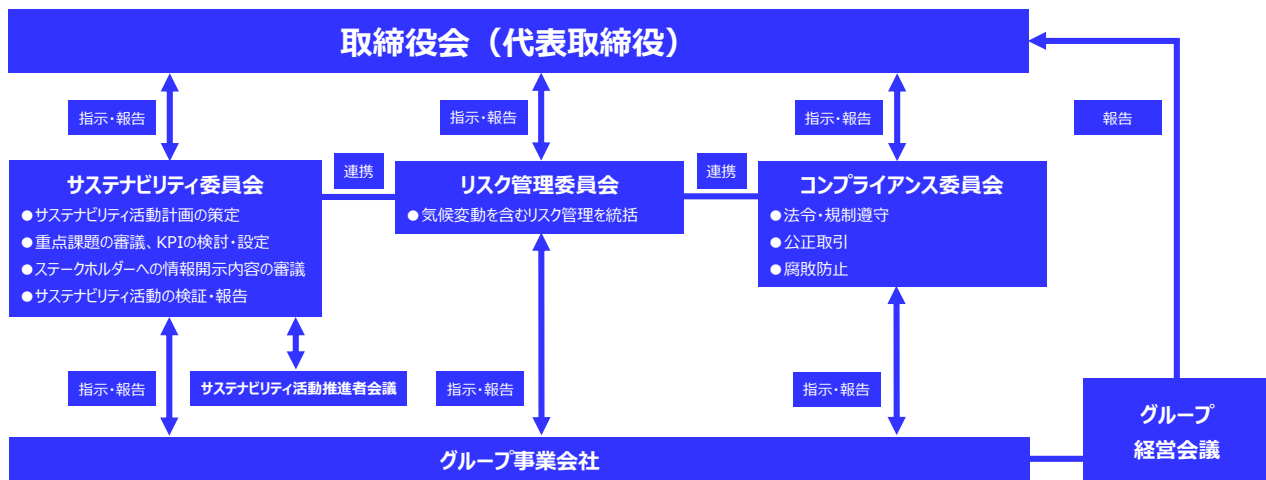 取締役会（代表取締役）
指示・報告
指示・報告
指示・報告
報告
サステナビリティ委員会
●サステナビリティ活動計画の策定
●重点課題の審議、KPIの検討・設定
●ステークホルダーへの情報開示内容の審議
●サステナビリティ活動の検証・報告
連携
リスク管理委員会
●気候変動を含むリスク管理を統括
連携
コンプライアンス委員会
●法令・規制遵守
●公正取引
●腐敗防止
指示・報告
サステナビリティ活動推進者会議
指示・報告
指示・報告
グループ
経営会議
グループ事業会社